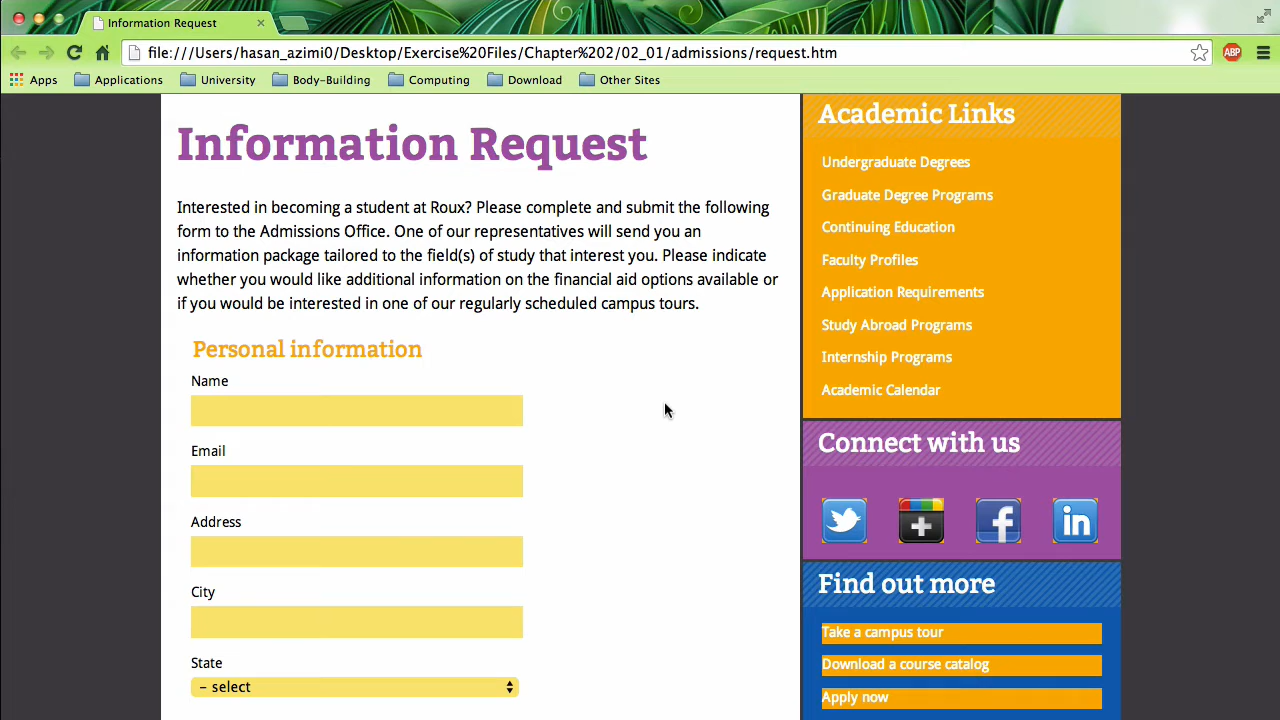 Information Request
file:///Users/hasan_azimi0/Desktop/Exercise%20Files/Chapter%202/02_01/admissions/request.htm
ABP
Apps
Applications
University
Body-Building
Computing
Download
Other Sites
Information Request
Interested in becoming a student at Roux? Please complete and submit the following
form to the Admissions Office. One of our representatives will send you an
information package tailored to the field(s) of study that interest you. Please indicate
whether you would like additional information on the financial aid options available or
if you would be interested in one of our regularly scheduled campus tours.
Personal information
Name
Email
Address
City
State
– select
Academic Links
Undergraduate Degrees
Graduate Degree Programs
Continuing Education
Faculty Profiles
Application Requirements
Study Abroad Programs
Internship Programs
Academic Calendar
Connect with us
f
in
Find out more
Take a campus tour
Download a course catalog
Apply now